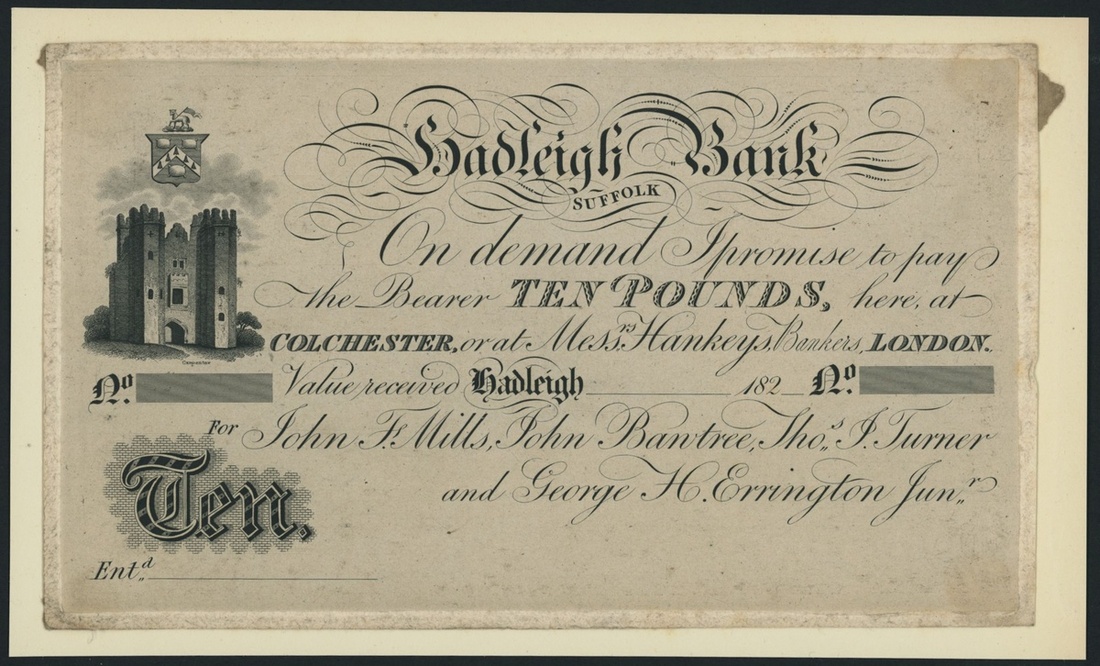 Hadleigh Bank
SUFFOLK
On demand I promise to pay
the Bearer TEN POUNDS, here, at
COLCHESTER, or at Messrs Hankeys, Bankers, LONDON.
No. Value received Hadleigh 182 No.
For John F. Mills, John Bawtree, Thos. J. Turner
and George H. Errington Junr
Ten.
Entd